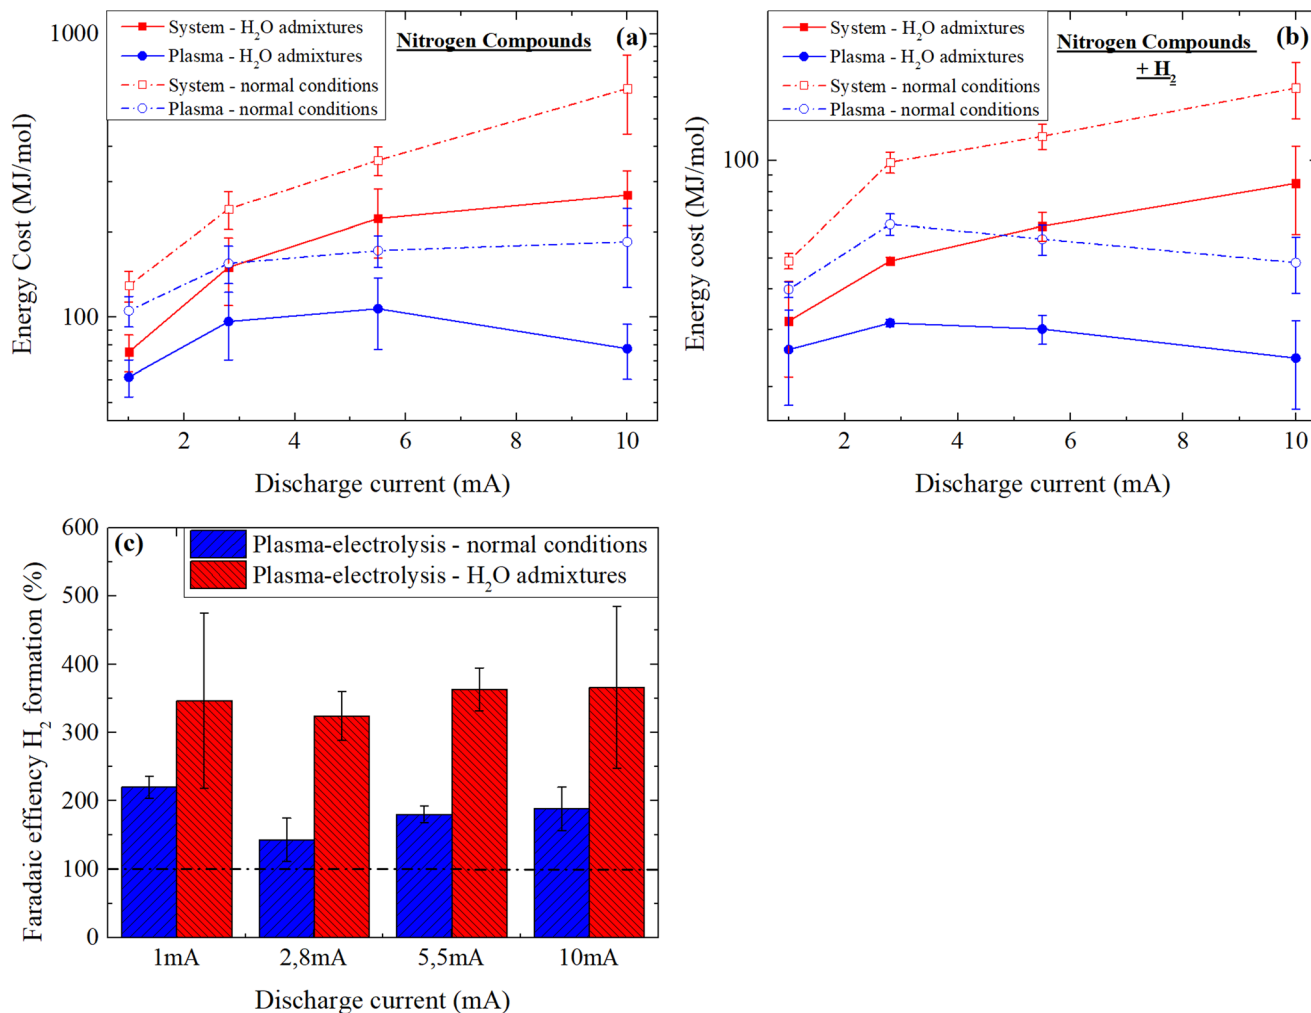 System - H₂O admixtures
Plasma - H₂O admixtures
System - normal conditions
Plasma - normal conditions
Nitrogen Compounds
(a)
1000
100
Energy Cost (MJ/mol)
2
4
6
8
10
Discharge current (mA)
System - H₂O admixtures
Plasma - H₂O admixtures
System - normal conditions
Plasma - normal conditions
Nitrogen Compounds
+ H₂
(b)
100
Energy cost (MJ/mol)
2
4
6
8
10
Discharge current (mA)
(c)
Plasma-electrolysis - normal conditions
Plasma-electrolysis - H₂O admixtures
600
500
400
300
200
100
0
Faradaic effiency H₂ formation (%)
1mA
2,8mA
5,5mA
10mA
Discharge current (mA)